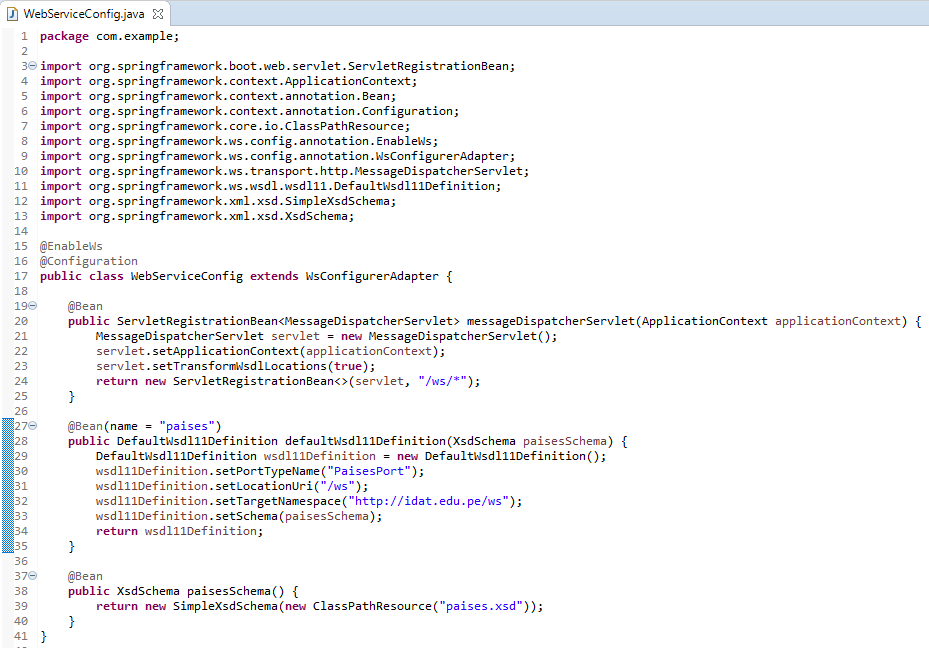 WebServiceConfig.java
1 package com.example;
2
3 import org.springframework.boot.web.servlet.ServletRegistrationBean;
4 import org.springframework.context.ApplicationContext;
5 import org.springframework.context.annotation.Bean;
6 import org.springframework.context.annotation.Configuration;
7 import org.springframework.core.io.ClassPathResource;
8 import org.springframework.ws.config.annotation.EnableWs;
9 import org.springframework.ws.config.annotation.WsConfigurerAdapter;
10 import org.springframework.ws.transport.http.MessageDispatcherServlet;
11 import org.springframework.ws.wsdl.wsdl11.DefaultWsdl11Definition;
12 import org.springframework.xml.xsd.SimpleXsdSchema;
13 import org.springframework.xml.xsd.XsdSchema;
14
15 @EnableWs
16 @Configuration
17 public class WebServiceConfig extends WsConfigurerAdapter {
18
19     @Bean
20     public ServletRegistrationBean<MessageDispatcherServlet> messageDispatcherServlet(ApplicationContext applicationContext) {
21         MessageDispatcherServlet servlet = new MessageDispatcherServlet();
22         servlet.setApplicationContext(applicationContext);
23         servlet.setTransformWsdlLocations(true);
24         return new ServletRegistrationBean<>(servlet, "/ws/*");
25     }
26
27     @Bean(name = "paises")
28     public DefaultWsdl11Definition defaultWsdl11Definition(XsdSchema paisesSchema) {
29         DefaultWsdl11Definition wsdl11Definition = new DefaultWsdl11Definition();
30         wsdl11Definition.setPortTypeName("PaisesPort");
31         wsdl11Definition.setLocationUri("/ws");
32         wsdl11Definition.setTargetNamespace("http://idat.edu.pe/ws");
33         wsdl11Definition.setSchema(paisesSchema);
34         return wsdl11Definition;
35     }
36
37     @Bean
38     public XsdSchema paisesSchema() {
39         return new SimpleXsdSchema(new ClassPathResource("paises.xsd"));
40     }
41 }